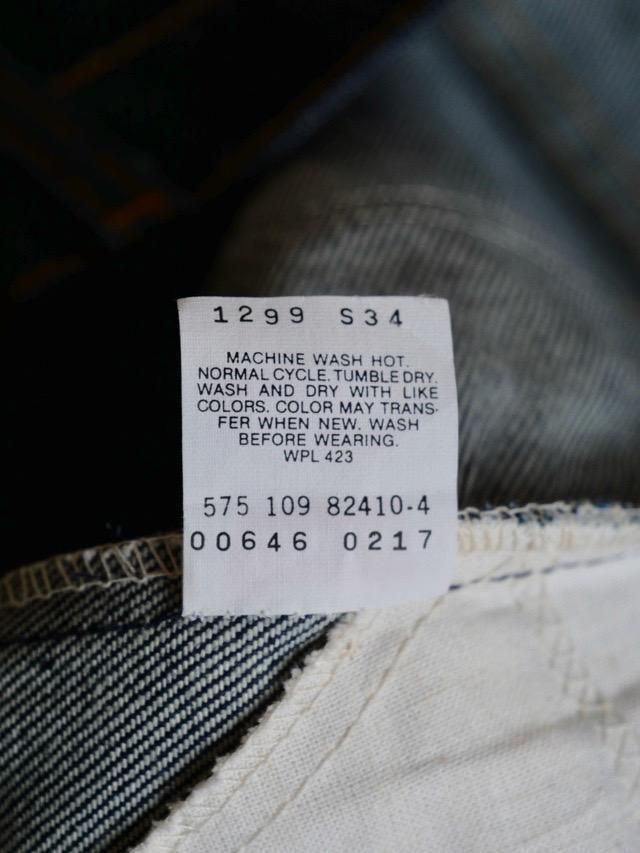 1299 S34
MACHINE WASH HOT.
NORMAL CYCLE. TUMBLE DRY.
WASH AND DRY WITH LIKE
COLORS. COLOR MAY TRANS-
FER WHEN NEW. WASH
BEFORE WEARING.
WPL 423
575 109 82410-4
00646 0217